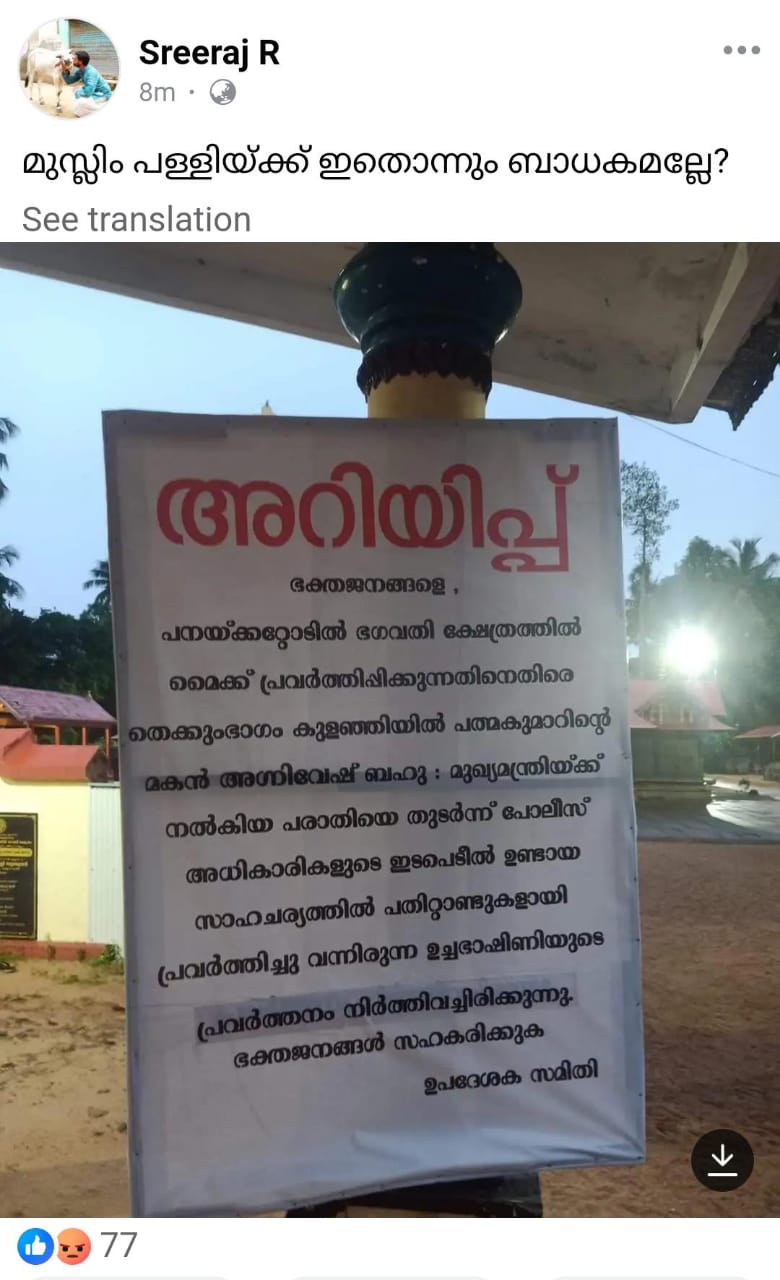 Sreeraj R
8m
മുസ്ലിം പള്ളിയ്ക്ക് ഇതൊന്നും ബാധകമല്ലേ?
See translation
അറിയിപ്പ്
ഭക്തജനങ്ങളെ ,
പനയ്ക്കറ്റോടിൽ ഭഗവതി ക്ഷേത്രത്തിൽ
മൈക്ക് പ്രവർത്തിപ്പിക്കുന്നതിനെതിരെ
തെക്കുംഭാഗം കുളഞ്ഞിയിൽ പത്മകുമാറിന്റെ
മകൻ അഗ്നിവേഷ് ബഹു : മുഖ്യമന്ത്രിയ്ക്ക്
നൽകിയ പരാതിയെ തുടർന്ന് പോലീസ്
അധികാരികളുടെ ഇടപെടീൽ ഉണ്ടായ
സാഹചര്യത്തിൽ പതിറ്റാണ്ടുകളായി
പ്രവർത്തിച്ചു വന്നിരുന്ന ഉച്ചഭാഷിണിയുടെ
പ്രവർത്തനം നിർത്തിവച്ചിരിക്കുന്നു.
ഭക്തജനങ്ങൾ സഹകരിക്കുക
ഉപദേശക സമിതി
77